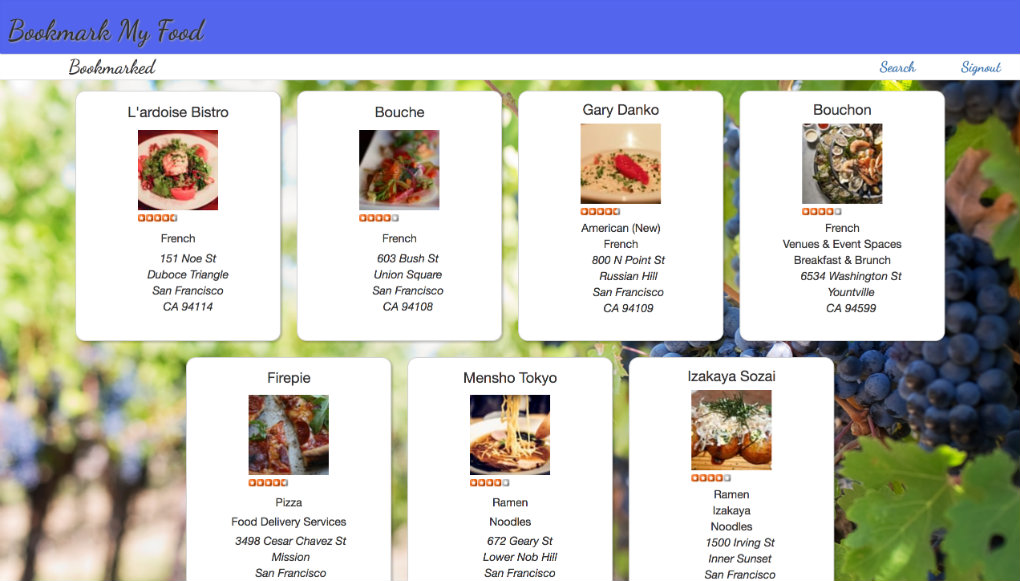 Bookmark My Food
Bookmarked
Search
Signout
L'ardoise Bistro
French
151 Noe St
Duboce Triangle
San Francisco
CA 94114
Bouche
French
603 Bush St
Union Square
San Francisco
CA 94108
Gary Danko
American (New)
French
800 N Point St
Russian Hill
San Francisco
CA 94109
Bouchon
French
Venues & Event Spaces
Breakfast & Brunch
6534 Washington St
Yountville
CA 94599
Firepie
Pizza
Food Delivery Services
3498 Cesar Chavez St
Mission
San Francisco
Mensho Tokyo
Ramen
Noodles
672 Geary St
Lower Nob Hill
San Francisco
Izakaya Sozai
Ramen
Izakaya
Noodles
1500 Irving St
Inner Sunset
San Francisco